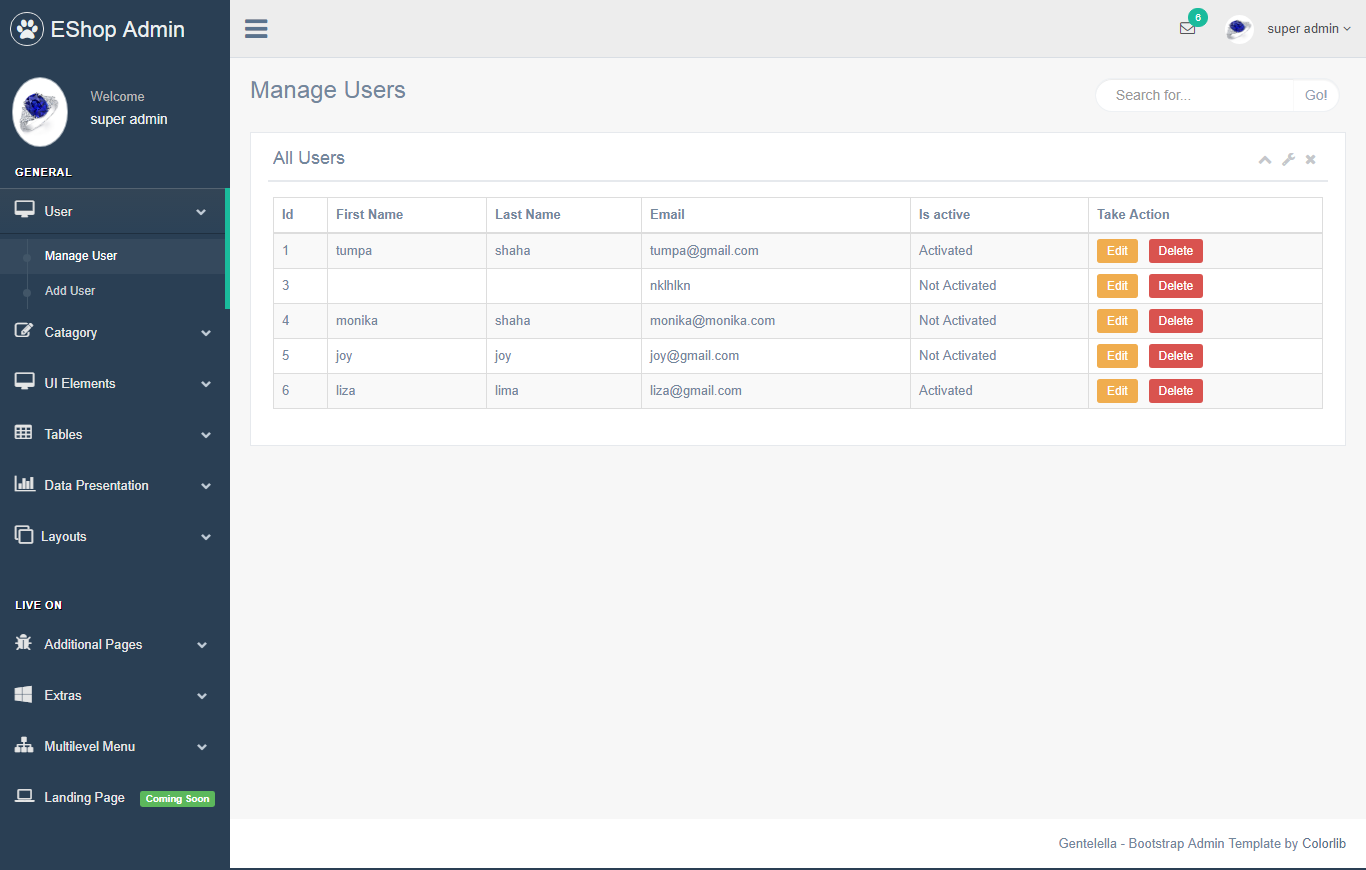 EShop Admin
6
super admin
Welcome
super admin
Manage Users
Search for...
Go!
GENERAL
User
Manage User
Add User
Catagory
UI Elements
Tables
Data Presentation
Layouts
LIVE ON
Additional Pages
Extras
Multilevel Menu
Landing Page Coming Soon
All Users
Id First Name Last Name Email Is active Take Action
1 tumpa shaha tumpa@gmail.com Activated Edit Delete
3 nklhlkn Not Activated Edit Delete
4 monika shaha monika@monika.com Not Activated Edit Delete
5 joy joy joy@gmail.com Not Activated Edit Delete
6 liza lima liza@gmail.com Activated Edit Delete
Gentelella - Bootstrap Admin Template by Colorlib